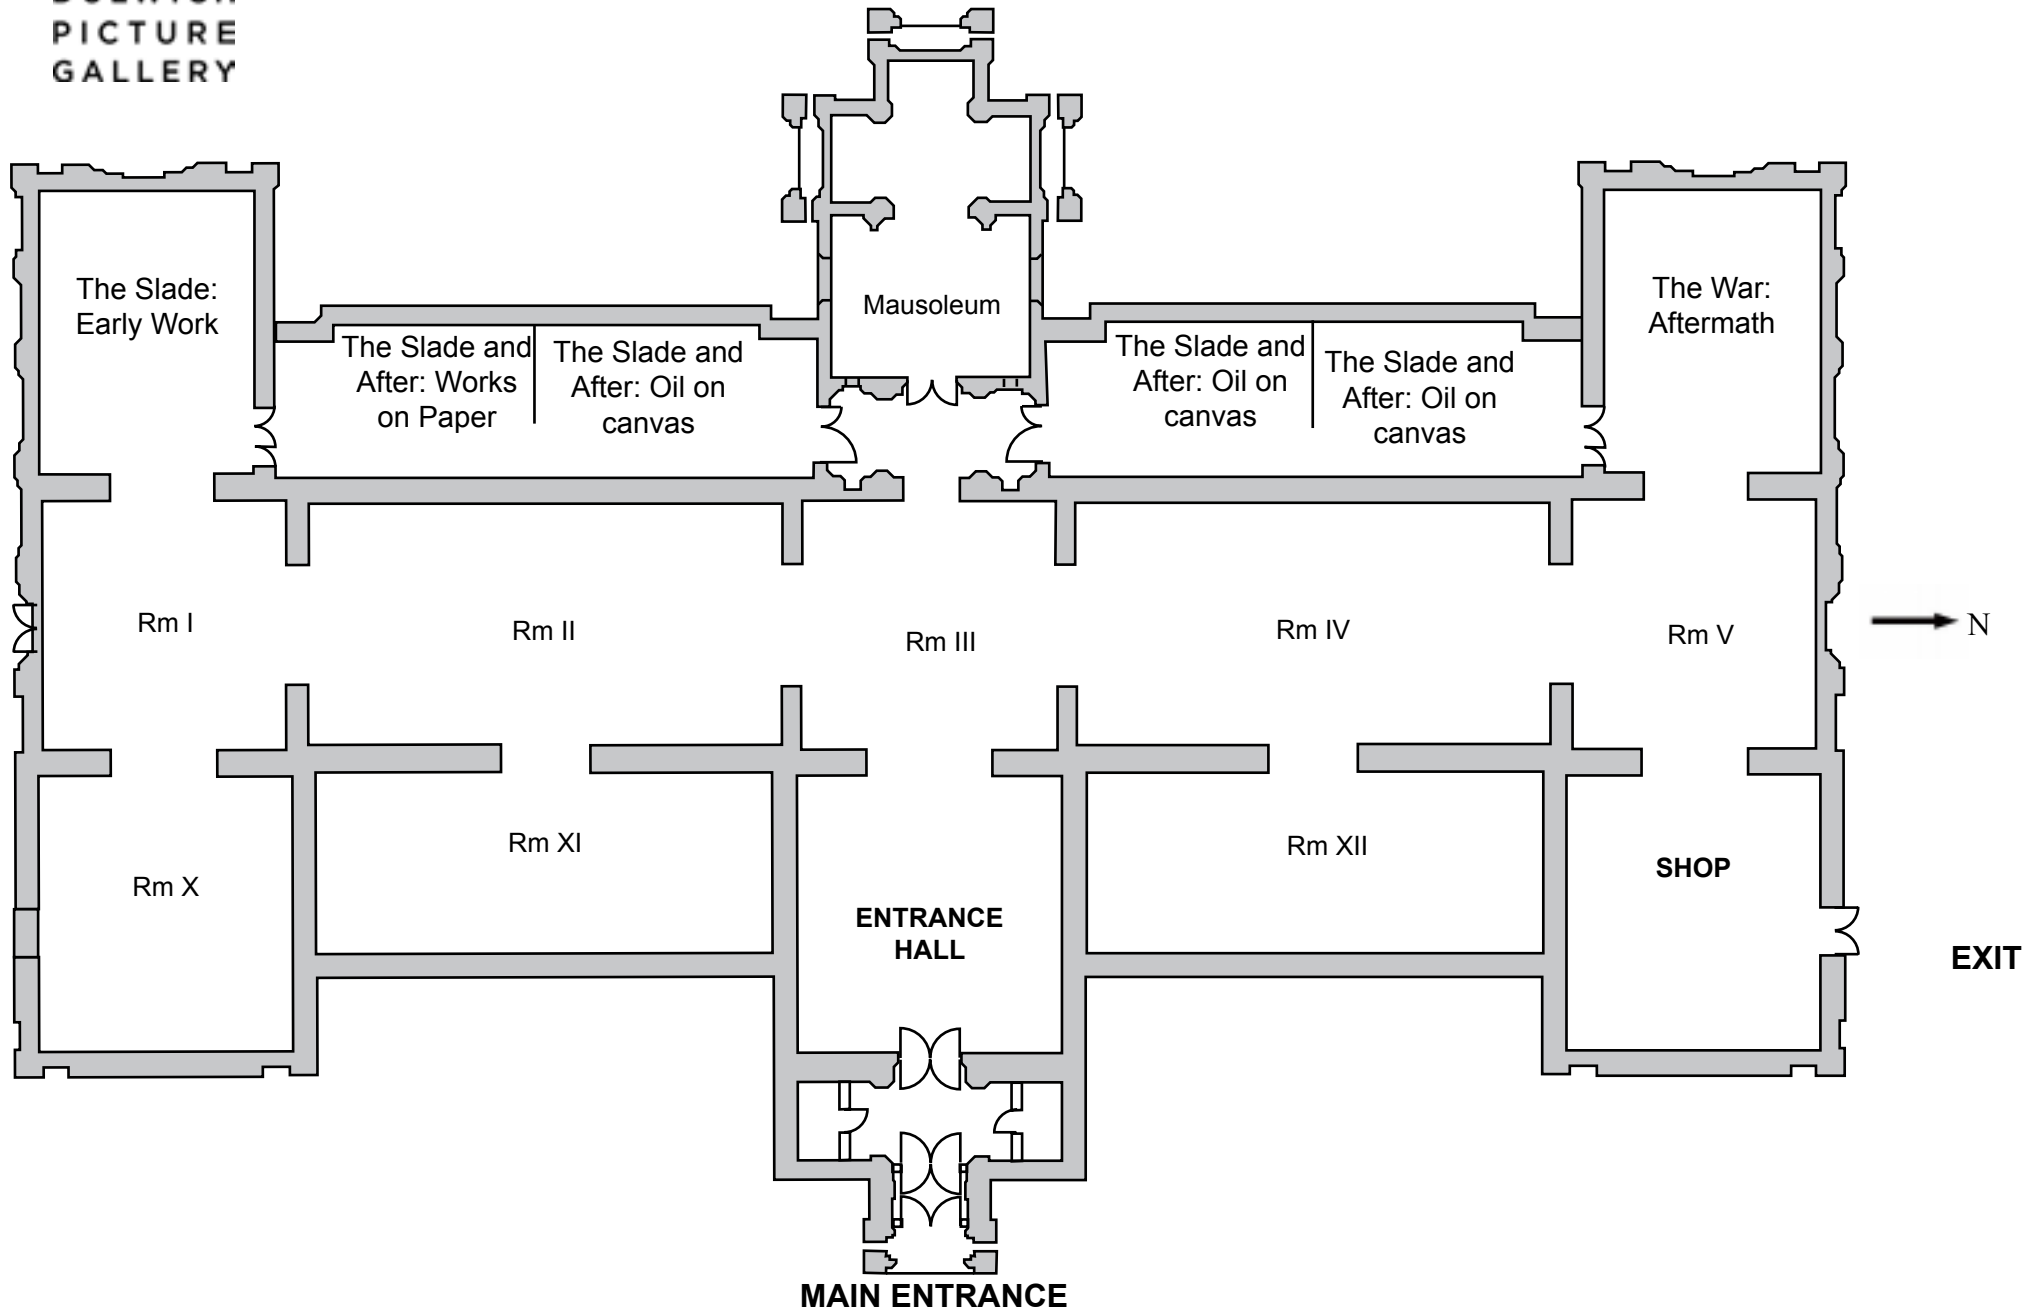 PICTURE
GALLERY
The Slade:
Early Work
The Slade and
After: Works
on Paper
The Slade and
After: Oil on
canvas
Mausoleum
The Slade and
After: Oil on
canvas
The Slade and
After: Oil on
canvas
The War:
Aftermath
Rm I
Rm II
Rm III
Rm IV
Rm V
N
Rm X
Rm XI
ENTRANCE
HALL
Rm XII
SHOP
EXIT
MAIN ENTRANCE